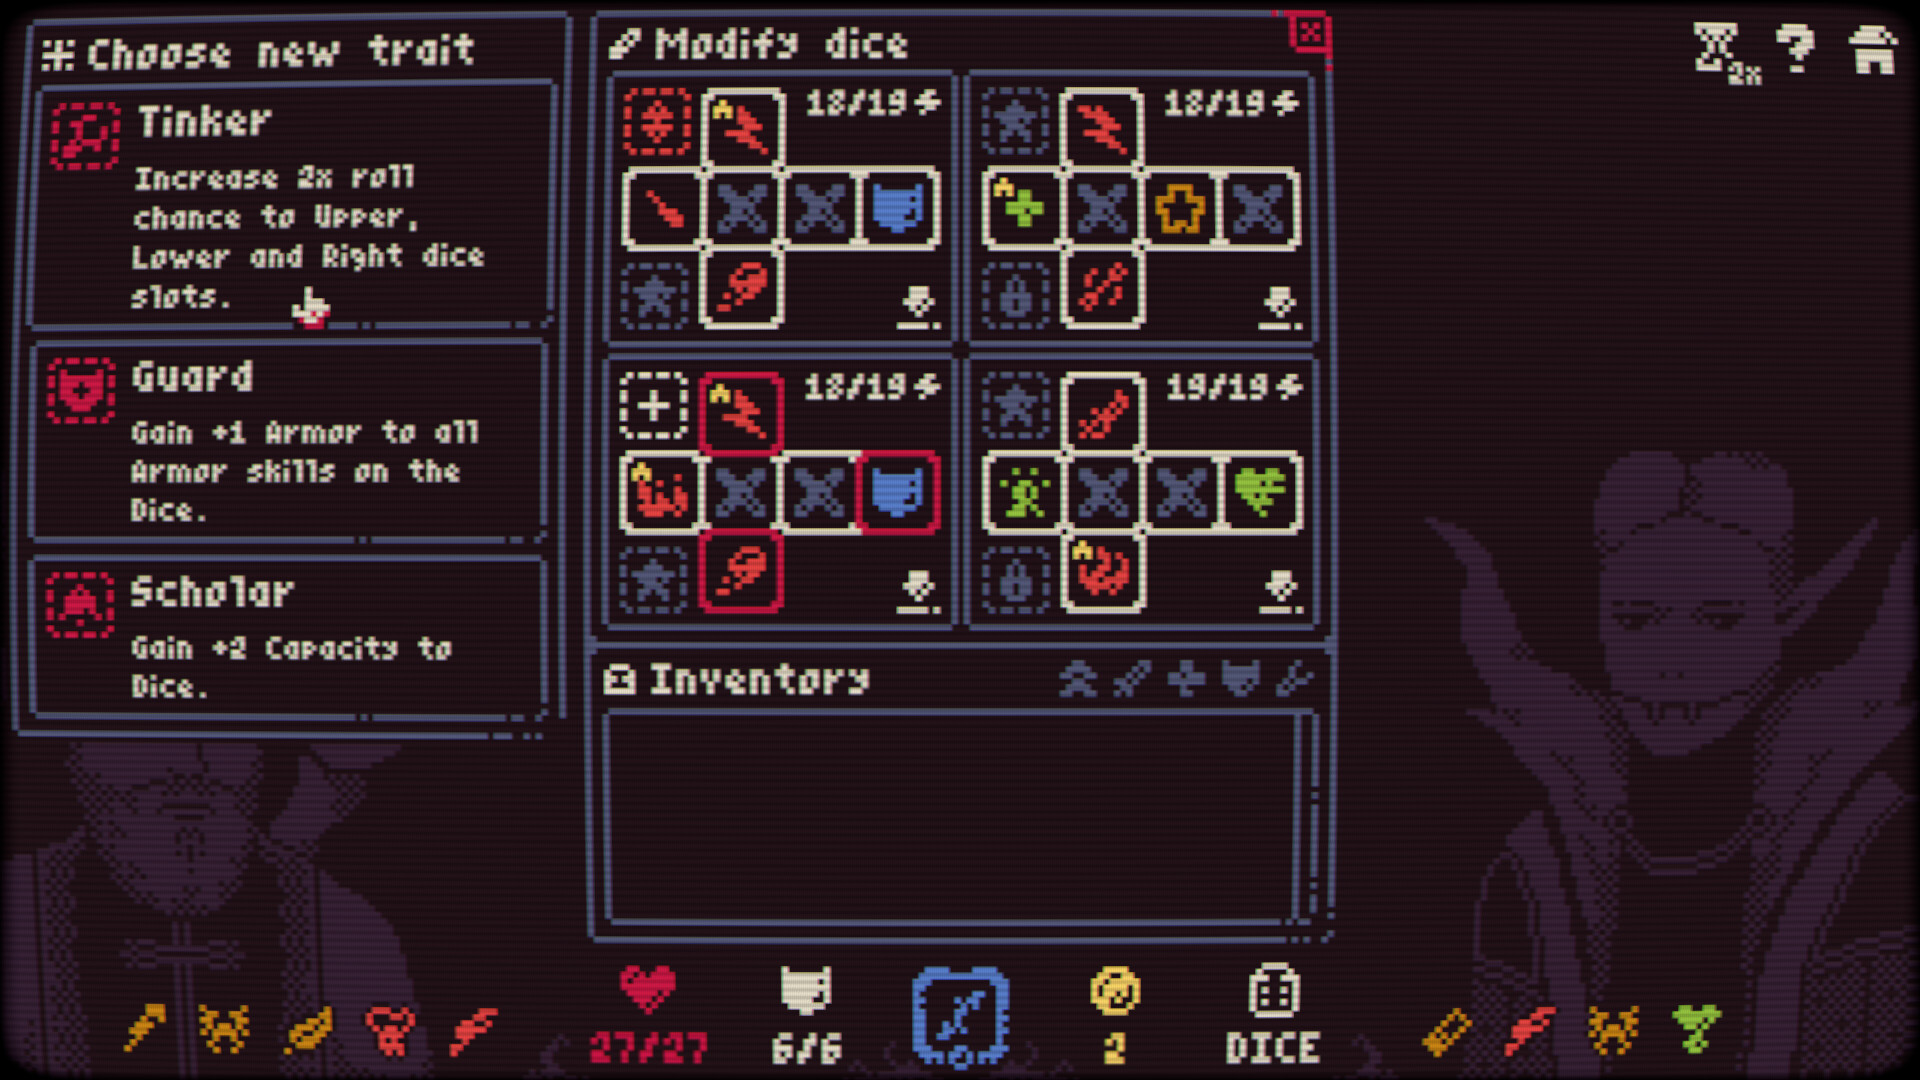 Choose new trait
Tinker
Increase 2x roll
chance to Upper,
Lower and Right dice
slots.
Guard
Gain +1 Armor to all
Armor skills on the
Dice.
Scholar
Gain +2 Capacity to
Dice.
Modify dice
18/19
18/19
18/19
19/19
Inventory
2x
?
27/27
6/6
2
DICE